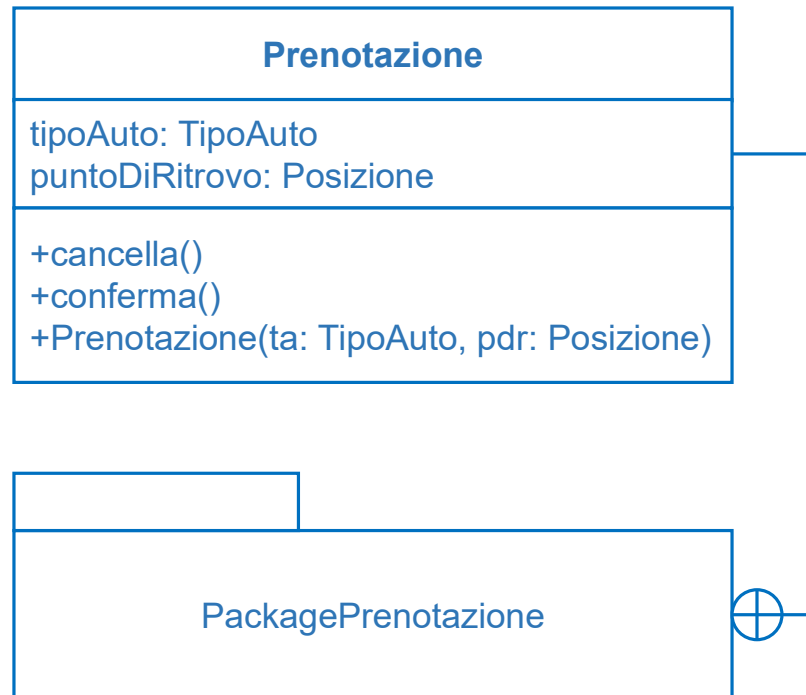 Prenotazione
tipoAuto: TipoAuto
puntoDiRitrovo: Posizione
+cancella()
+conferma()
+Prenotazione(ta: TipoAuto, pdr: Posizione)
PackagePrenotazione